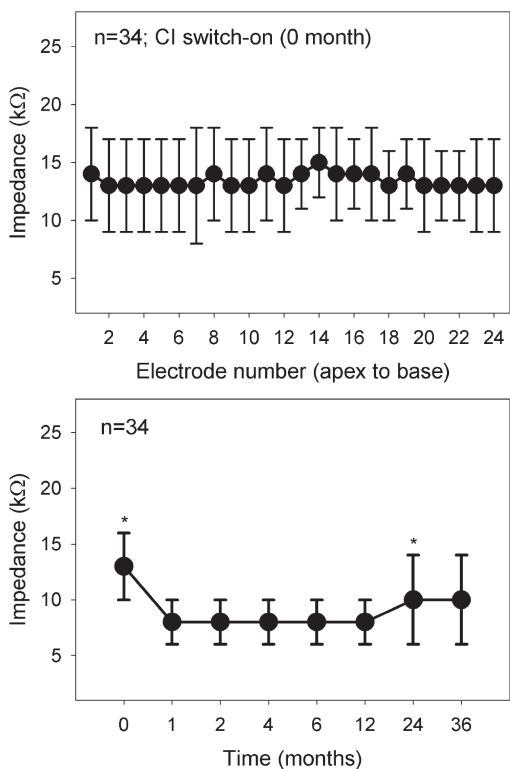 n=34; CI switch-on (0 month)
25
20
15
10
5
Impedance (kΩ)
2 4 6 8 10 12 14 16 18 20 22 24
Electrode number (apex to base)
n=34
25
20
15
10
5
Impedance (kΩ)
* *
0 1 2 4 6 12 24 36
Time (months)